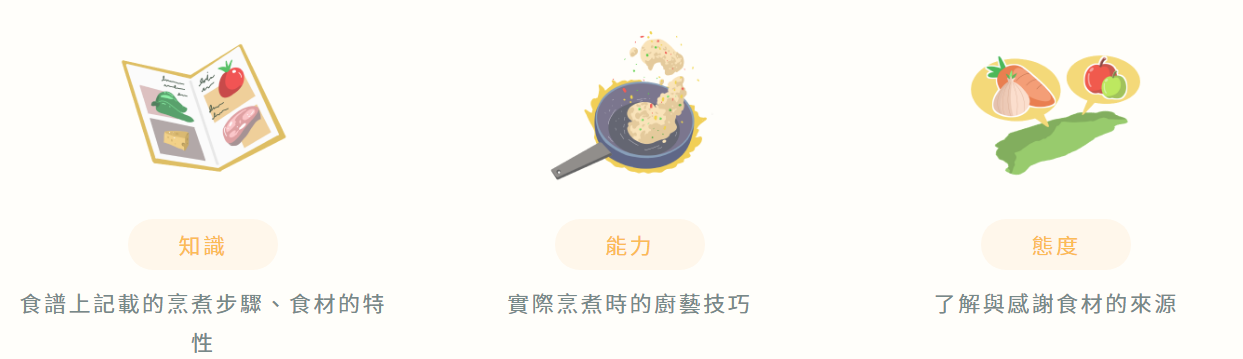 知識
食譜上記載的烹煮步驟、食材的特
性
能力
實際烹煮時的廚藝技巧
態度
了解與感謝食材的來源